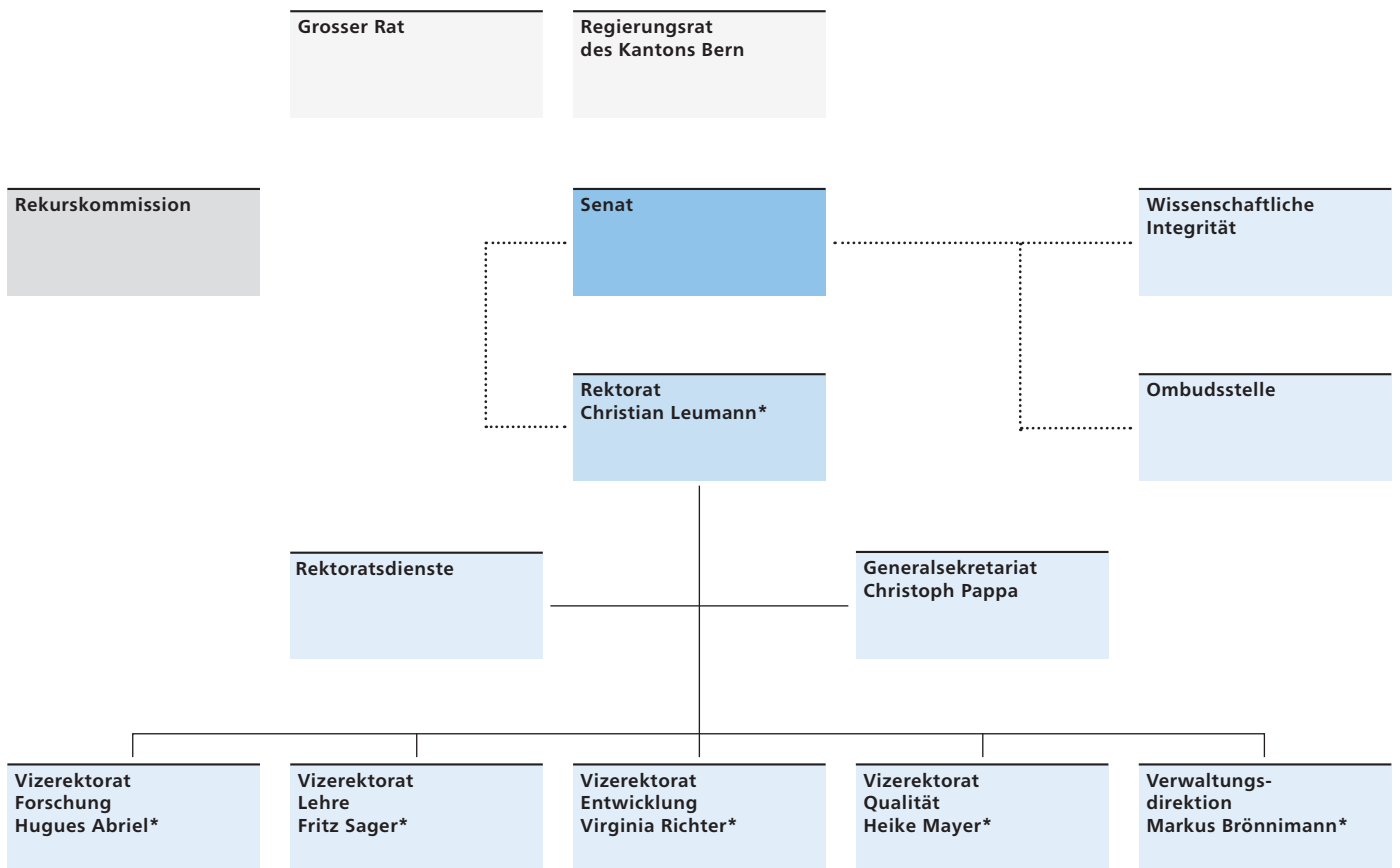 Grosser Rat
Regierungsrat
des Kantons Bern
Rekurskommission
Senat
Wissenschaftliche
Integrität
Rektorat
Christian Leumann*
Ombudsstelle
Rektoratsdienste
Generalsekretariat
Christoph Pappa
Vizerektorat
Forschung
Hugues Abriel*
Vizerektorat
Lehre
Fritz Sager*
Vizerektorat
Entwicklung
Virginia Richter*
Vizerektorat
Qualität
Heike Mayer*
Verwaltungs-
direktion
Markus Brönnimann*